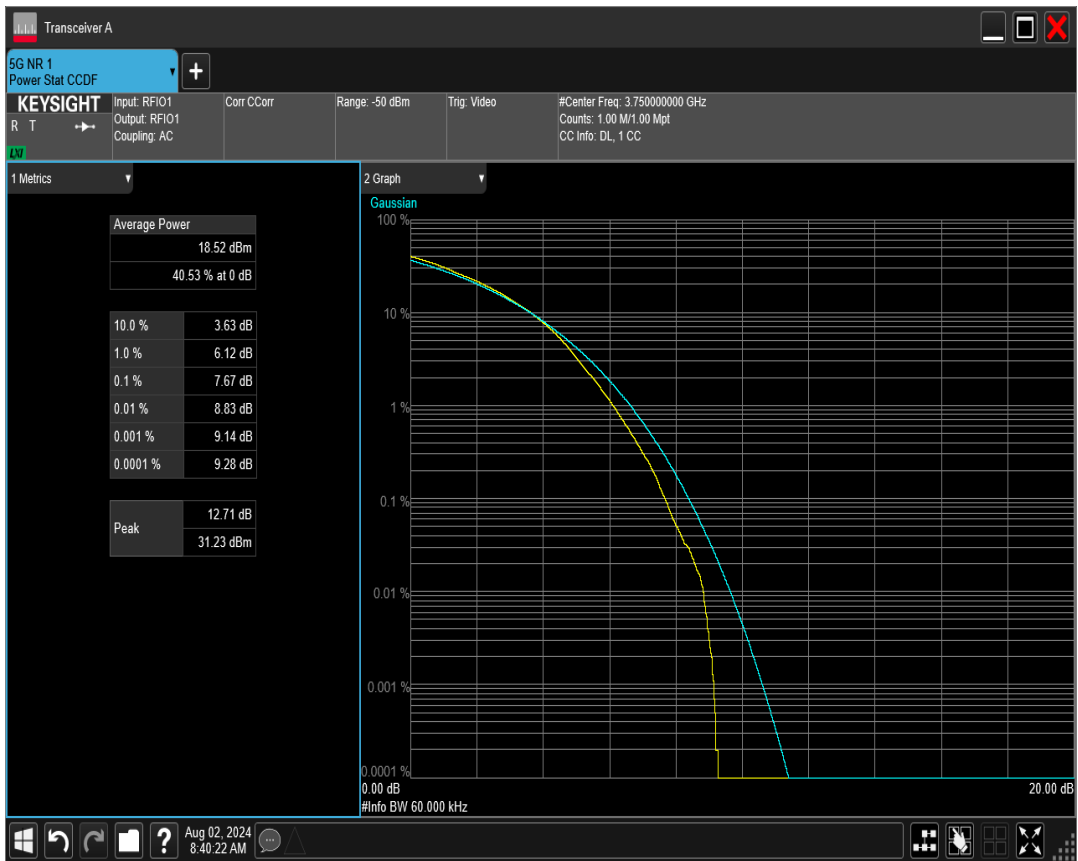 Transceiver A
5G NR 1
Power Stat CCDF
+
KEYSIGHT
R T
LXI
Input: RFIO1
Output: RFIO1
Coupling: AC
Corr CCorr
Range: -50 dBm
Trig: Video
#Center Freq: 3.750000000 GHz
Counts: 1.00 M/1.00 Mpt
CC Info: DL, 1 CC
1 Metrics
Average Power
18.52 dBm
40.53 % at 0 dB
10.0 % 3.63 dB
1.0 % 6.12 dB
0.1 % 7.67 dB
0.01 % 8.83 dB
0.001 % 9.14 dB
0.0001 % 9.28 dB
Peak
12.71 dB
31.23 dBm
2 Graph
Gaussian
100 %
10 %
1 %
0.1 %
0.01 %
0.001 %
0.0001 %
0.00 dB 20.00 dB
#Info BW 60.000 kHz
?
Aug 02, 2024
8:40:22 AM